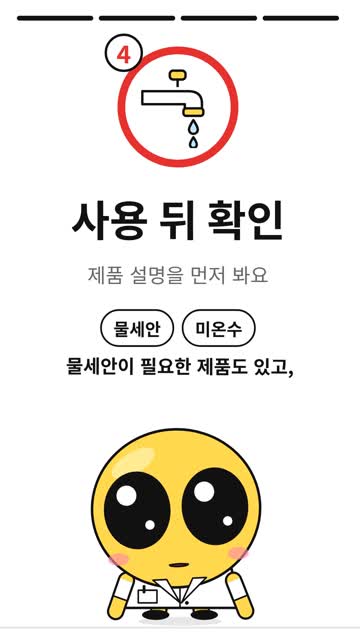 4
사용 뒤 확인
제품 설명을 먼저 봐요
물세안 미온수
물세안이 필요한 제품도 있고,